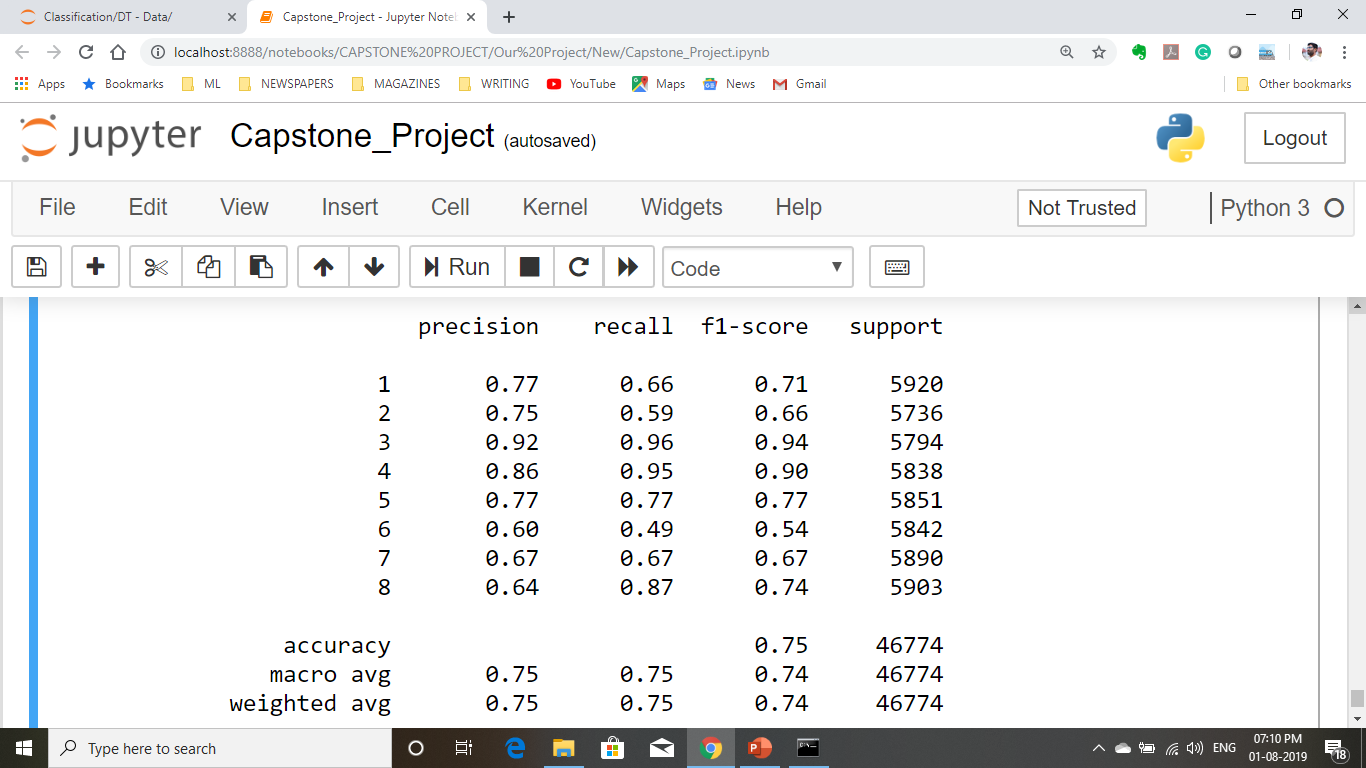 Classification/DT - Data/
Capstone_Project - Jupyter Noteb
localhost:8888/notebooks/CAPSTONE%20PROJECT/Our%20Project/New/Capstone_Project.ipynb
Apps Bookmarks ML NEWSPAPERS MAGAZINES WRITING YouTube Maps News Gmail Other bookmarks
jupyter Capstone_Project (autosaved) Logout
File Edit View Insert Cell Kernel Widgets Help Not Trusted Python 3
Run Code
precision recall f1-score support
1 0.77 0.66 0.71 5920
2 0.75 0.59 0.66 5736
3 0.92 0.96 0.94 5794
4 0.86 0.95 0.90 5838
5 0.77 0.77 0.77 5851
6 0.60 0.49 0.54 5842
7 0.67 0.67 0.67 5890
8 0.64 0.87 0.74 5903
accuracy 0.75 46774
macro avg 0.75 0.75 0.74 46774
weighted avg 0.75 0.75 0.74 46774
Type here to search
ENG
07:10 PM
01-08-2019
18